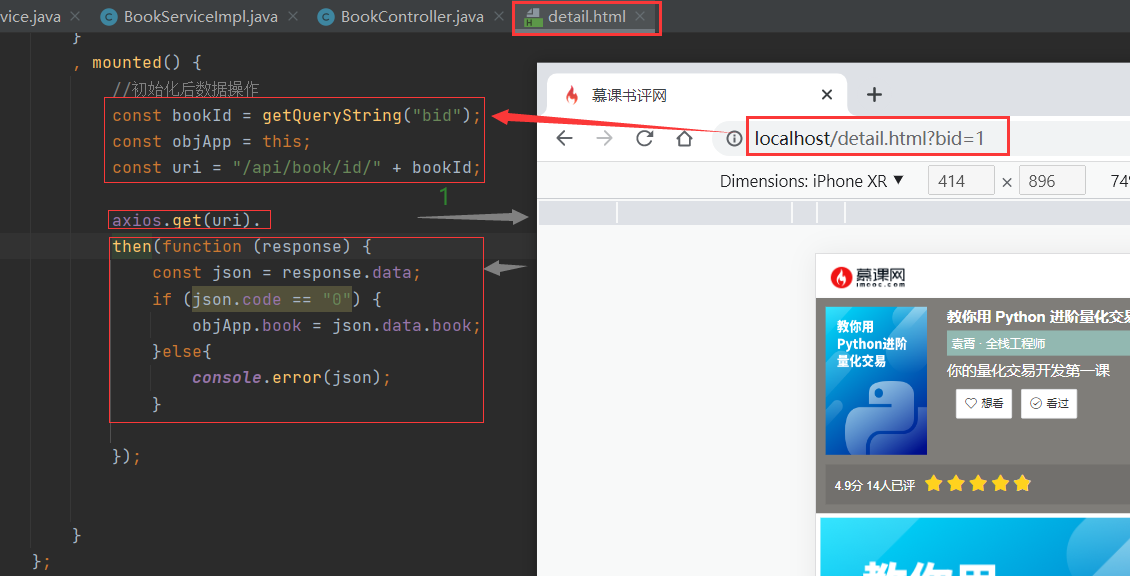 vice.java × BookServiceImpl.java × BookController.java × detail.html ×
}
, mounted() {
//初始化后数据操作
const bookId = getQueryString("bid");
const objApp = this;
const uri = "/api/book/id/" + bookId;
1
axios.get(uri).
then(function (response) {
const json = response.data;
if (json.code == "0") {
objApp.book = json.data.book;
}else{
console.error(json);
}
});
}
};
慕课书评网
localhost/detail.html?bid=1
Dimensions: iPhone XR ▼ 414 × 896 74%
慕课网
imooc.com
教你用
Python进阶
量化交易
教你用 Python 进阶量化交易
袁霄 · 全栈工程师
你的量化交易开发第一课
想看 看过
4.9分 14人已评
教你用